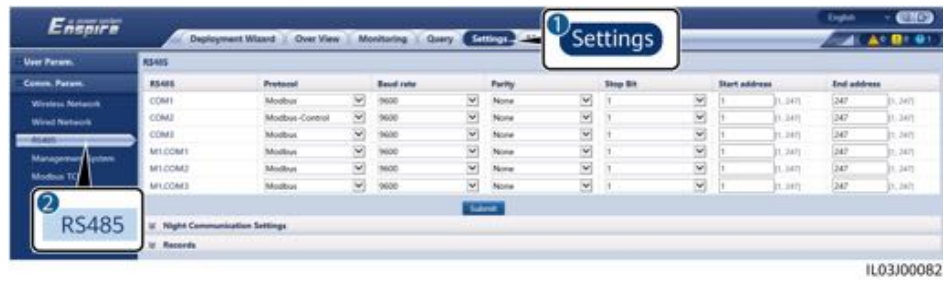 Enspire
English
Deployment Wizard Over View Monitoring Query Settings
1 Settings
User Param.
RS485
Comm. Param.
RS485 Protocol Baud rate Parity Stop Bit Start address End address
Wireless Network
COM1 Modbus 9600 None 1 1 [1, 247] 247 [1, 247]
Wired Network
COM2 Modbus-Control 9600 None 1 1 [1, 247] 247 [1, 247]
RS485
COM3 Modbus 9600 None 1 1 [1, 247] 247 [1, 247]
Management System
M1.COM1 Modbus 9600 None 1 1 [1, 247] 247 [1, 247]
Modbus TC
M1.COM2 Modbus 9600 None 1 1 [1, 247] 247 [1, 247]
M1.COM3 Modbus 9600 None 1 1 [1, 247] 247 [1, 247]
Submit
2 RS485
Night Communication Settings
Records
IL03J00082